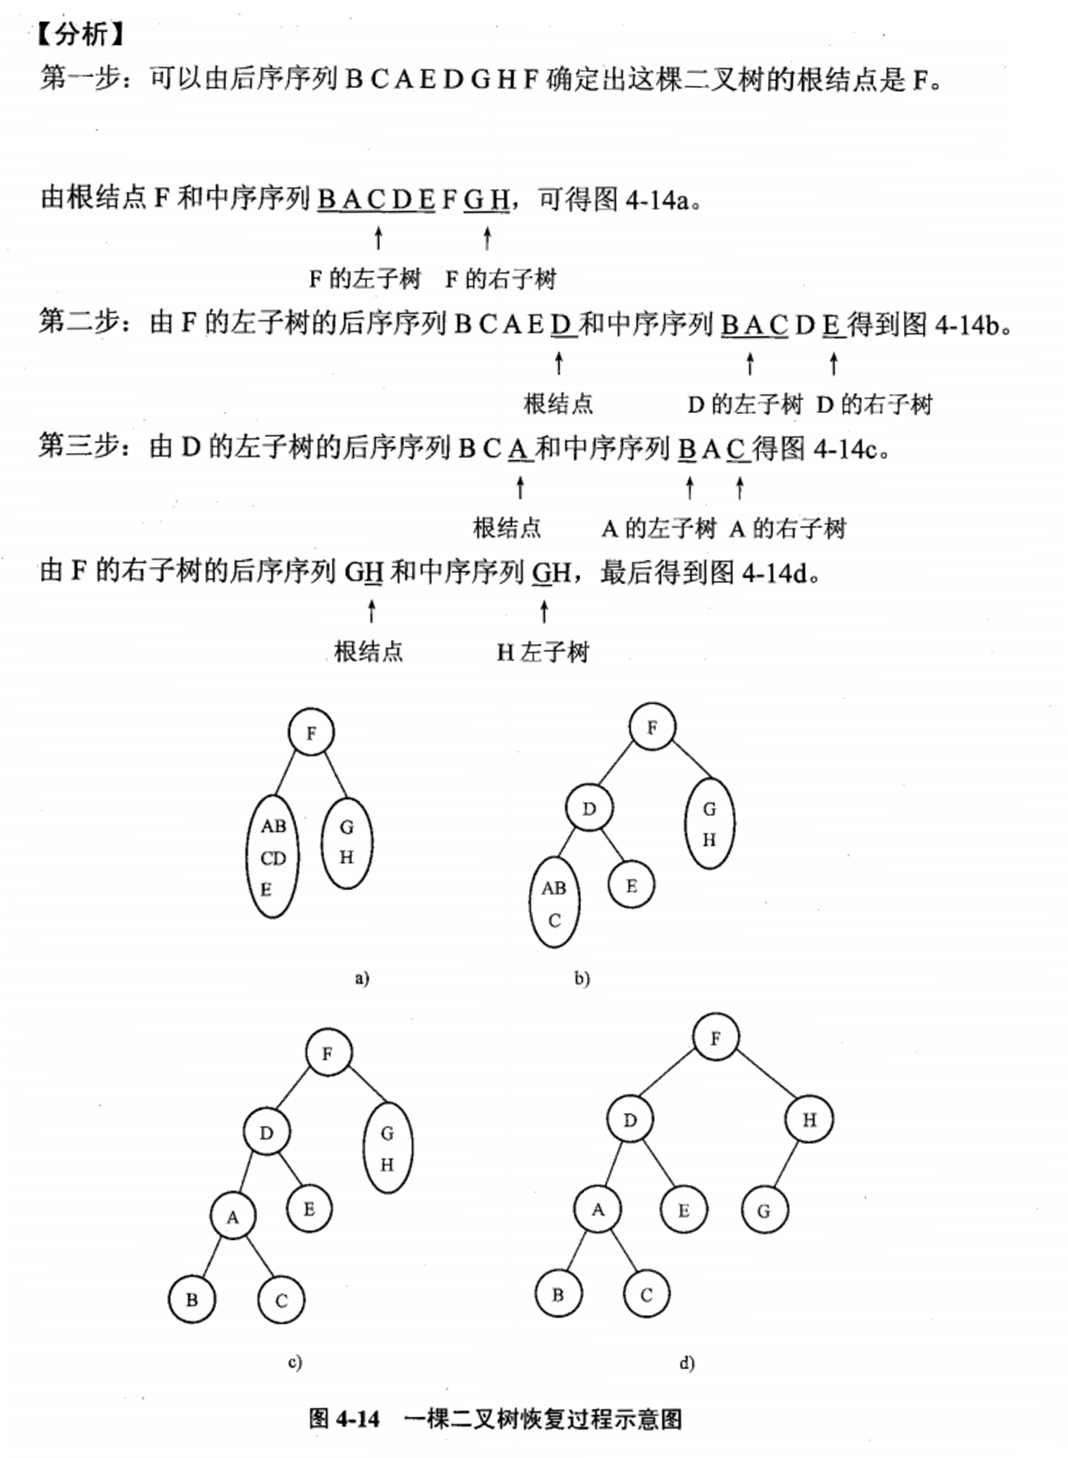 【分析】
第一步：可以由后序序列 B C A E D G H F 确定出这棵二叉树的根结点是 F。
由根结点 F 和中序序列 B A C D E F G H，可得图 4-14a。
F 的左子树 F 的右子树
第二步：由 F 的左子树的后序序列 B C A E D 和中序序列 B A C D E 得到图 4-14b。
根结点 D 的左子树 D 的右子树
第三步：由 D 的左子树的后序序列 B C A 和中序序列 B A C 得图 4-14c。
根结点 A 的左子树 A 的右子树
由 F 的右子树的后序序列 GH 和中序序列 GH，最后得到图 4-14d。
根结点 H 左子树
F
AB
CD
E
G
H
a)
F
D
G
H
AB
C
E
b)
F
D
G
H
A
E
B
C
c)
F
D
H
A
E
G
B
C
d)
图 4-14 一棵二叉树恢复过程示意图